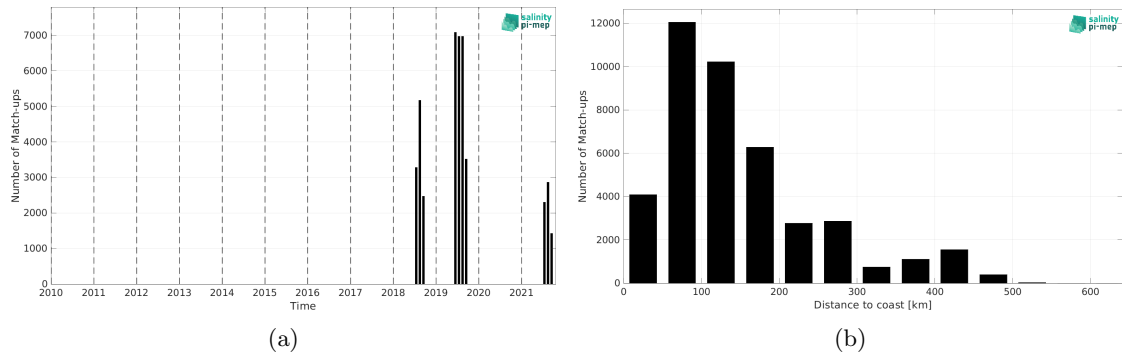 salinity
pi-mep
7000
6000
5000
4000
3000
2000
1000
0
Number of Match-ups
2010 2011 2012 2013 2014 2015 2016 2017 2018 2019 2020 2021
Time
(a)
salinity
pi-mep
12000
10000
8000
6000
4000
2000
0
Number of Match-ups
0 100 200 300 400 500 600
Distance to coast [km]
(b)